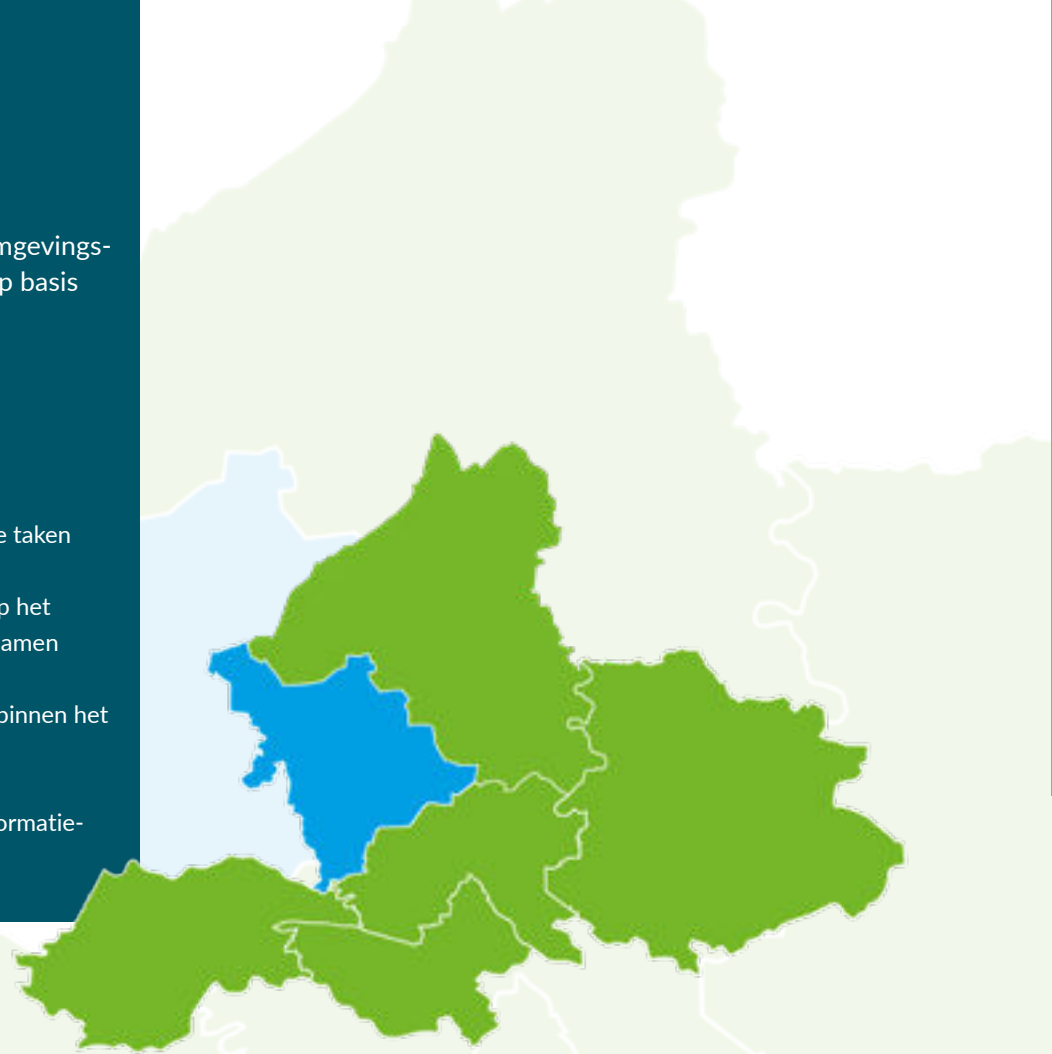 mgevings-
p basis
e taken
p het
amen
binnen het
ormatie-